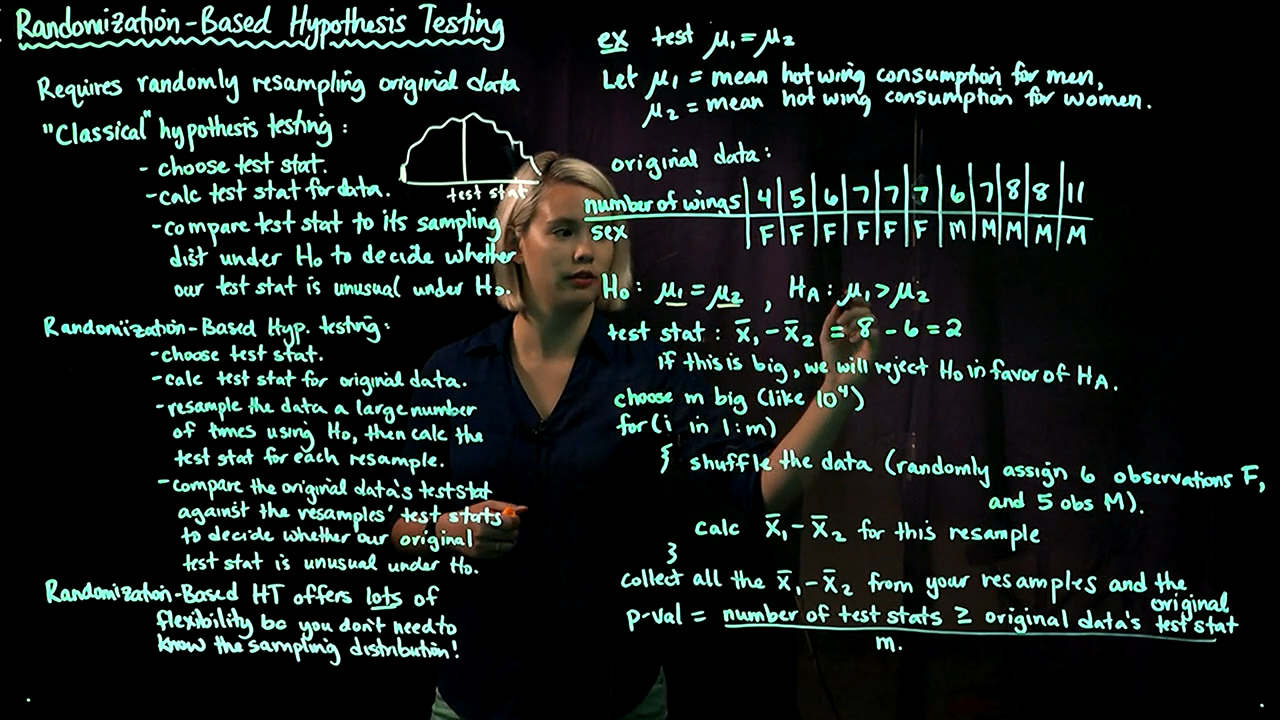 Randomization-Based Hypothesis Testing
Requires randomly resampling original data
"Classical" hypothesis testing:
- choose test stat.
- calc test stat for data.
- compare test stat to its sampling
dist under H₀ to decide whether
our test stat is unusual under H₀.
test stat
Randomiization-Based Hyp. testing:
- choose test stat.
- calc test stat for original data.
- resample the data a large number
of times using H₀, then calc the
test stat for each resample.
- compare the original data's test stat
against the resamples' test stats
to decide whether our original
test stat is unusual under H₀.
Randomization-Based HT offers lots of
flexibility bc you don't need to
know the sampling distribution!
ex test μ₁ = μ₂
Let μ₁ = mean hot wing consumption for men,
μ₂ = mean hot wing consumption for women.
original data:
number of wings | 4 | 5 | 6 | 7 | 7 | 7 | 6 | 7 | 8 | 8 | 11
sex | F | F | F | F | F | F | M | M | M | M | M
H₀: μ₁ = μ₂ , H_A: μ₁ > μ₂
test stat: x̄₁ - x̄₂ = 8 - 6 = 2
if this is big, we will reject H₀ in favor of H_A.
choose m big (like 10⁴)
for(i in 1:m)
{ shuffle the data (randomly assign 6 observations F,
and 5 obs M).
calc x̄₁ - x̄₂ for this resample
}
collect all the x̄₁ - x̄₂ from your resamples and the
original
p-val = number of test stats ≥ original data's test stat
m.